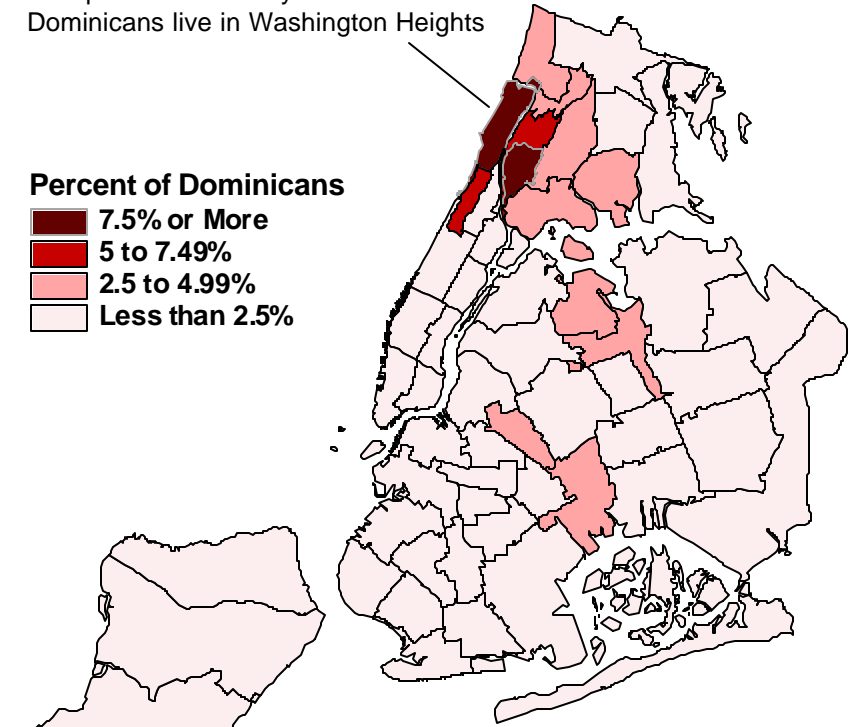 Dominicans live in Washington Heights
Percent of Dominicans
7.5% or More
5 to 7.49%
2.5 to 4.99%
Less than 2.5%